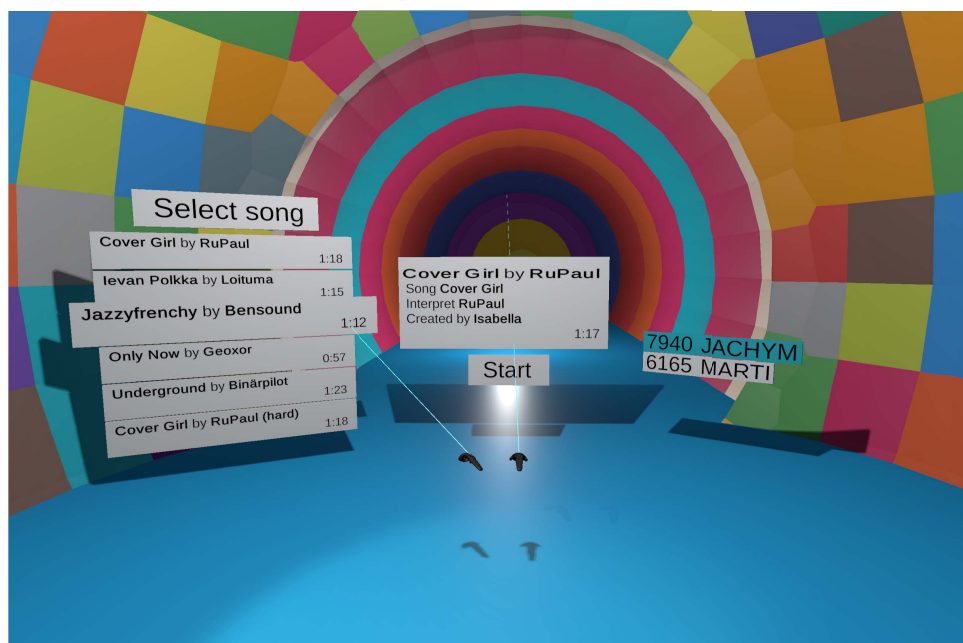 Select song
Cover Girl by RuPaul
1:18
Ievan Polkka by Loituma
1:15
Jazzyfrenchy by Bensound
1:12
Only Now by Geoxor
0:57
Underground by Binärpilot
1:23
Cover Girl by RuPaul (hard)
1:18
Cover Girl by RuPaul
Song Cover Girl
Interpret RuPaul
Created by Isabella
1:17
Start
7940 JACHYM
6165 MARTI